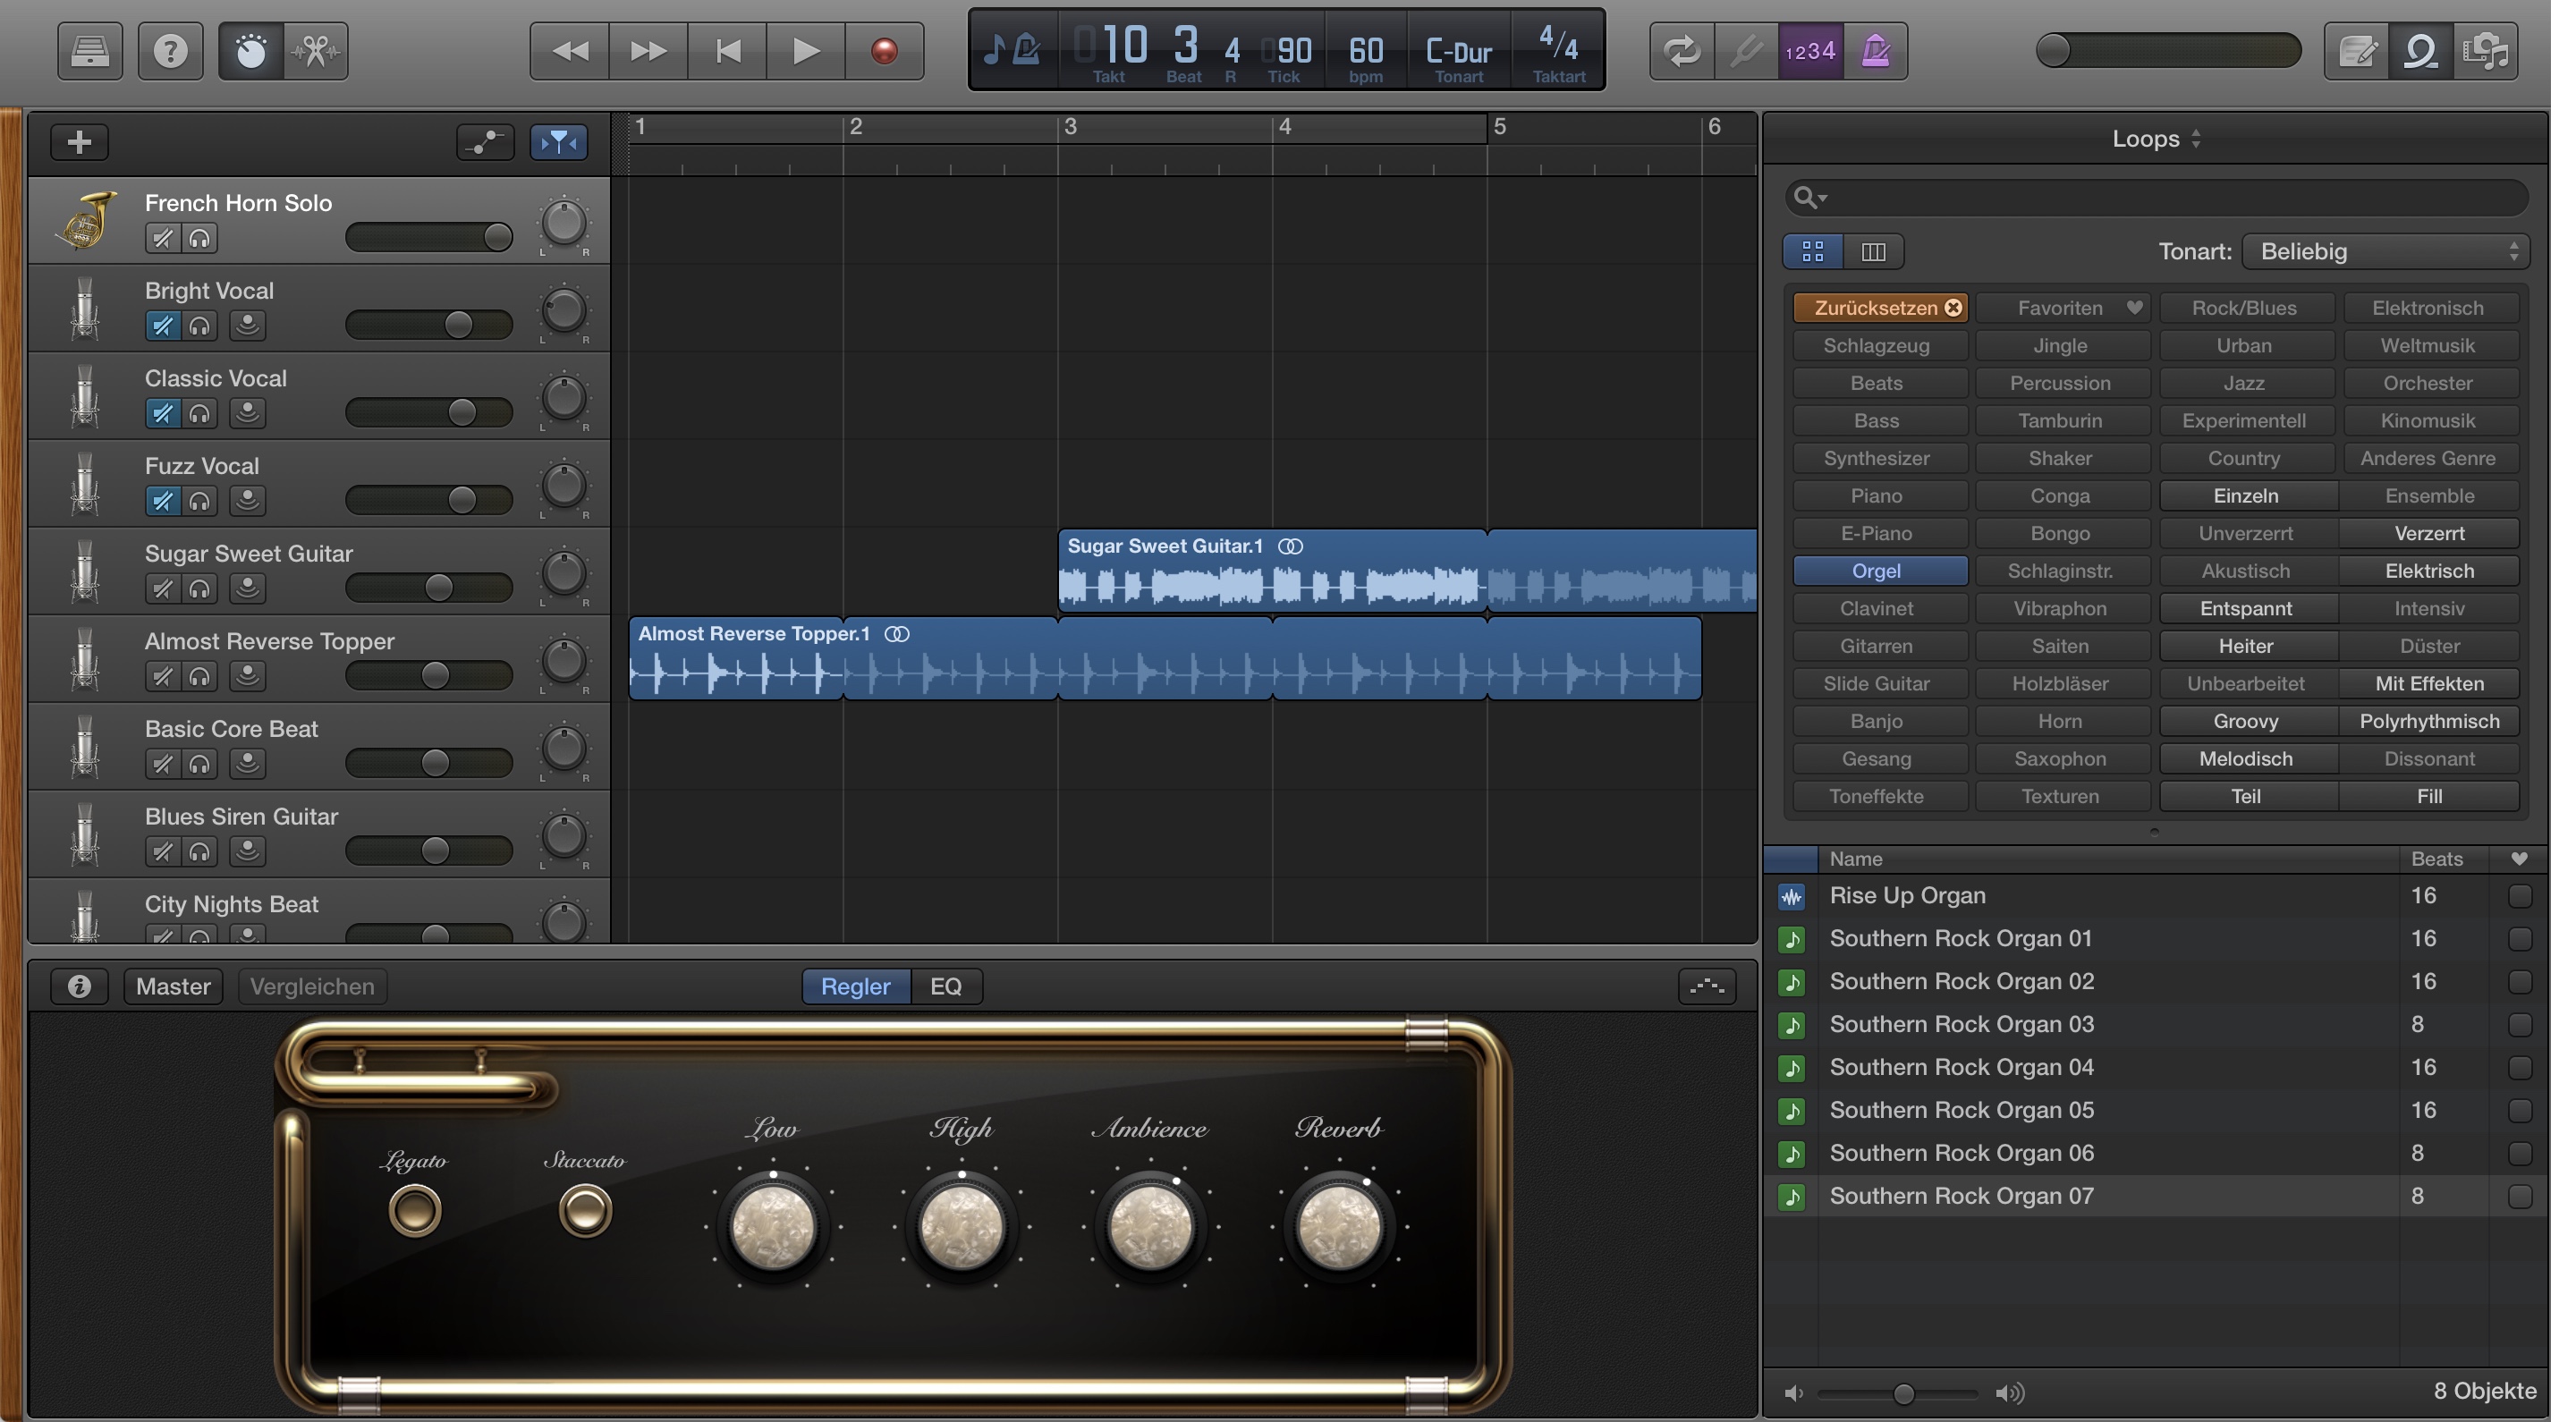 10 3 4 90 60 C-Dur 4/4
Takt Beat R Tick bpm Tonart Taktart
1234
1 2 3 4 5 6
French Horn Solo
L R
Bright Vocal
L R
Classic Vocal
L R
Fuzz Vocal
L R
Sugar Sweet Guitar
L R
Almost Reverse Topper
L R
Basic Core Beat
L R
Blues Siren Guitar
L R
City Nights Beat
Sugar Sweet Guitar.1
Almost Reverse Topper.1
Master Vergleichen Regler EQ
Low High Ambience Reverb
Legato Staccato
Loops
Tonart: Beliebig
Zurücksetzen Favoriten Rock/Blues Elektronisch
Schlagzeug Jingle Urban Weltmusik
Beats Percussion Jazz Orchester
Bass Tamburin Experimentell Kinomusik
Synthesizer Shaker Country Anderes Genre
Piano Conga Einzeln Ensemble
E-Piano Bongo Unverzerrt Verzerrt
Orgel Schlaginstr. Akustisch Elektrisch
Clavinet Vibraphon Entspannt Intensiv
Gitarren Saiten Heiter Düster
Slide Guitar Holzbläser Unbearbeitet Mit Effekten
Banjo Horn Groovy Polyrhythmisch
Gesang Saxophon Melodisch Dissonant
Toneffekte Texturen Teil Fill
Name Beats
Rise Up Organ 16
Southern Rock Organ 01 16
Southern Rock Organ 02 16
Southern Rock Organ 03 8
Southern Rock Organ 04 16
Southern Rock Organ 05 16
Southern Rock Organ 06 8
Southern Rock Organ 07 8
8 Objekte